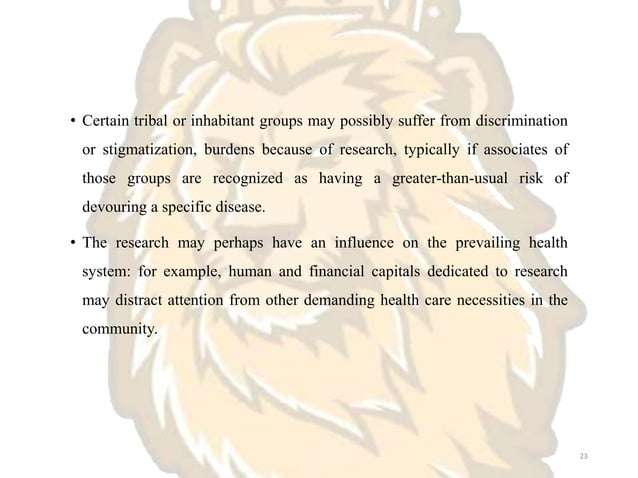 • Certain tribal or inhabitant groups may possibly suffer from discrimination
or stigmatization, burdens because of research, typically if associates of
those groups are recognized as having a greater-than-usual risk of
devouring a specific disease.
• The research may perhaps have an influence on the prevailing health
system: for example, human and financial capitals dedicated to research
may distract attention from other demanding health care necessities in the
community.
23